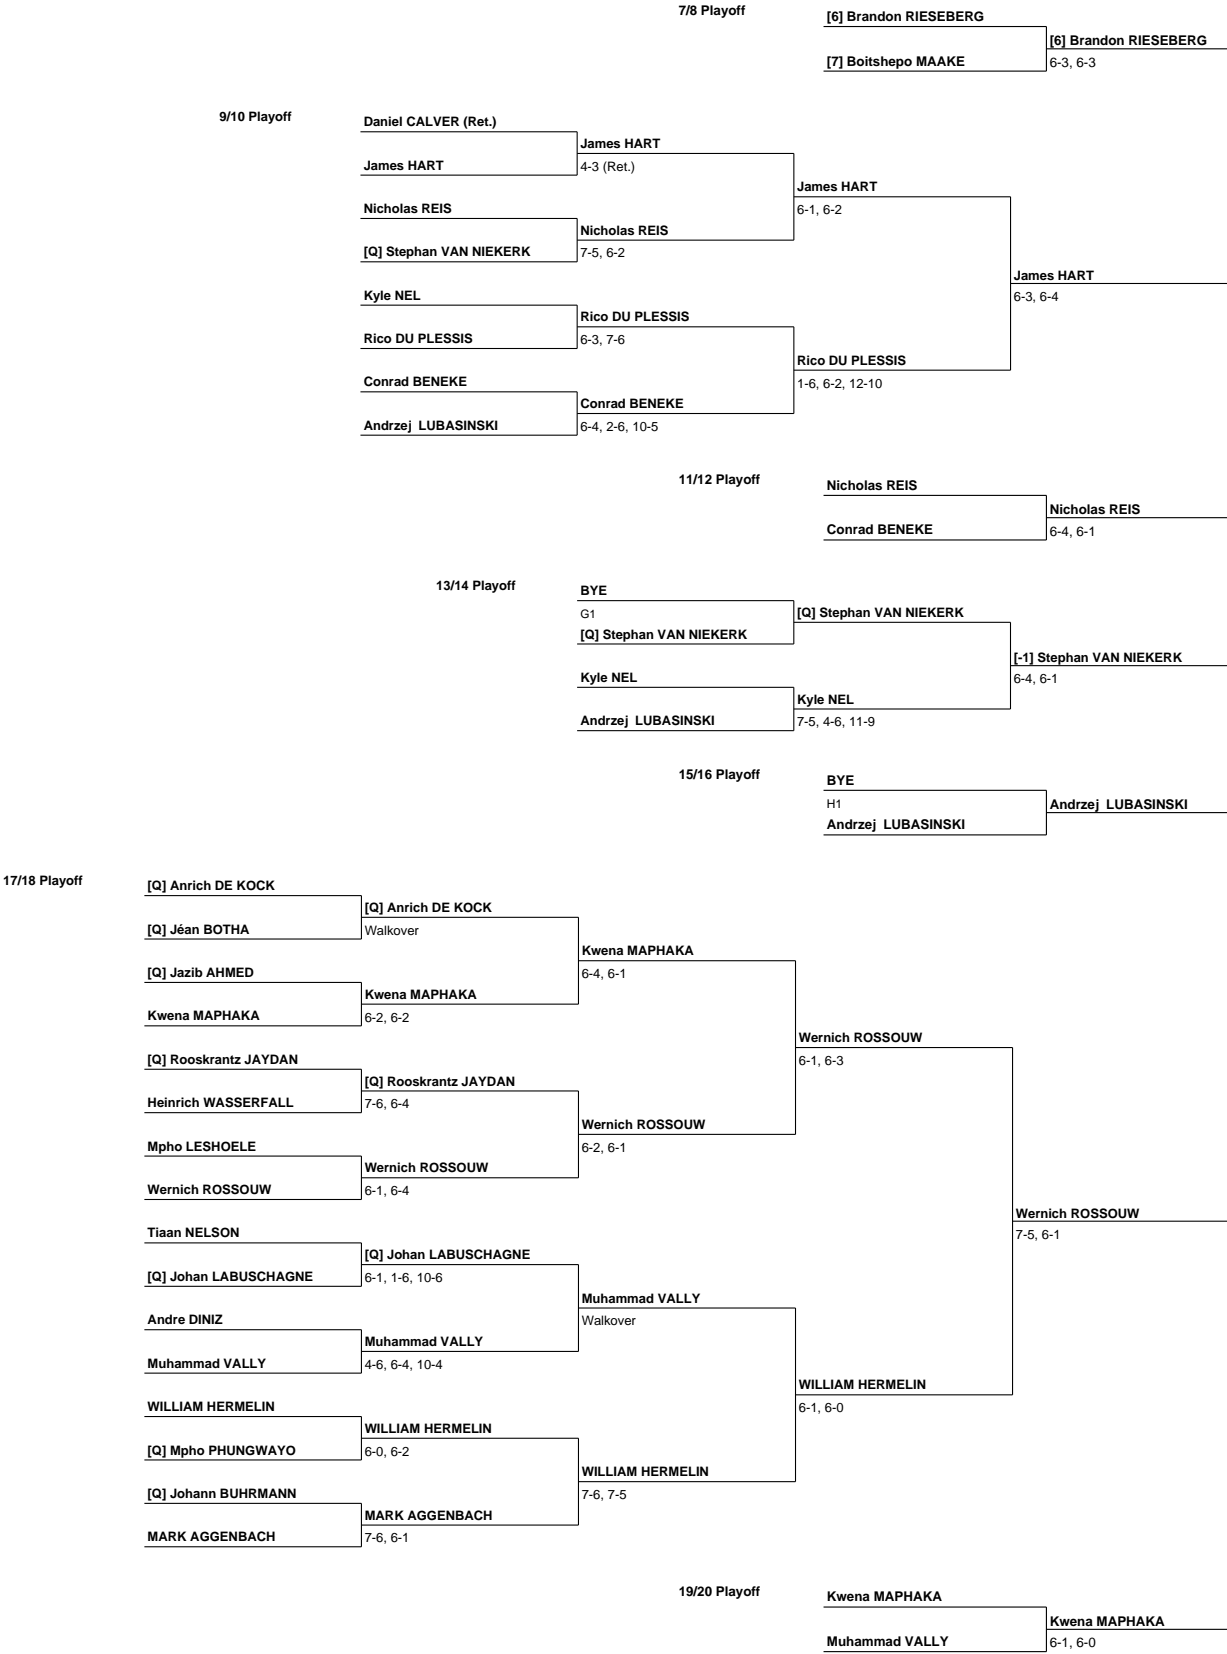 7/8 Playoff
[6] Brandon RIESEBERG
[6] Brandon RIESEBERG
[7] Boitshepo MAAKE
6-3, 6-3
9/10 Playoff
Daniel CALVER (Ret.)
James HART
James HART
4-3 (Ret.)
James HART
Nicholas REIS
6-1, 6-2
Nicholas REIS
[Q] Stephan VAN NIEKERK
7-5, 6-2
James HART
Kyle NEL
6-3, 6-4
Rico DU PLESSIS
Rico DU PLESSIS
6-3, 7-6
Rico DU PLESSIS
Conrad BENEKE
1-6, 6-2, 12-10
Conrad BENEKE
Andrzej LUBASINSKI
6-4, 2-6, 10-5
11/12 Playoff
Nicholas REIS
Nicholas REIS
Conrad BENEKE
6-4, 6-1
13/14 Playoff
BYE
G1
[Q] Stephan VAN NIEKERK
[Q] Stephan VAN NIEKERK
[-1] Stephan VAN NIEKERK
Kyle NEL
6-4, 6-1
Kyle NEL
Andrzej LUBASINSKI
7-5, 4-6, 11-9
15/16 Playoff
BYE
H1
Andrzej LUBASINSKI
Andrzej LUBASINSKI
17/18 Playoff
[Q] Anrich DE KOCK
[Q] Anrich DE KOCK
[Q] Jéan BOTHA
Walkover
Kwena MAPHAKA
[Q] Jazib AHMED
6-4, 6-1
Kwena MAPHAKA
Kwena MAPHAKA
6-2, 6-2
Wernich ROSSOUW
[Q] Rooskrantz JAYDAN
6-1, 6-3
[Q] Rooskrantz JAYDAN
Heinrich WASSERFALL
7-6, 6-4
Wernich ROSSOUW
Mpho LESHOELE
6-2, 6-1
Wernich ROSSOUW
Wernich ROSSOUW
6-1, 6-4
Wernich ROSSOUW
Tiaan NELSON
7-5, 6-1
[Q] Johan LABUSCHAGNE
[Q] Johan LABUSCHAGNE
6-1, 1-6, 10-6
Muhammad VALLY
Andre DINIZ
Walkover
Muhammad VALLY
Muhammad VALLY
4-6, 6-4, 10-4
WILLIAM HERMELIN
WILLIAM HERMELIN
6-1, 6-0
WILLIAM HERMELIN
[Q] Mpho PHUNGWAYO
6-0, 6-2
WILLIAM HERMELIN
[Q] Johann BUHRMANN
7-6, 7-5
MARK AGGENBACH
MARK AGGENBACH
7-6, 6-1
19/20 Playoff
Kwena MAPHAKA
Kwena MAPHAKA
Muhammad VALLY
6-1, 6-0